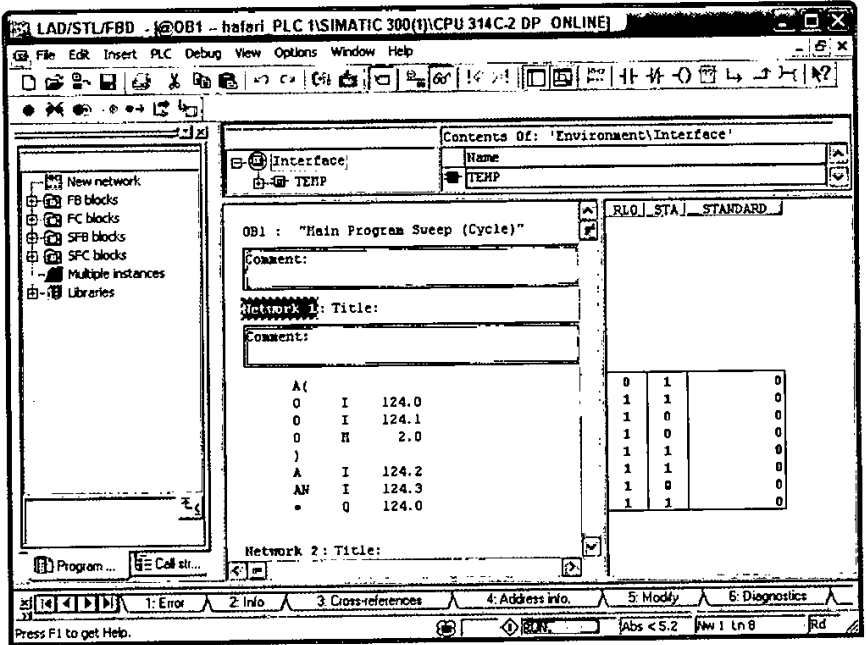 LAD/STL/FBD - @OB1 -- hafari PLC 1\SIMATIC 300(1)\CPU 314C-2 DP ONLINE]
File Edit Insert PLC Debug View Options Window Help
Contents Of: 'Environment\Interface'
Interface
TEMP
Name
TEMP
New network
FB blocks
FC blocks
SFB blocks
SFC blocks
Multiple instances
Libraries
RLO STA STANDARD
OB1 : "Main Program Sweep (Cycle)"
Comment:
Network 1: Title:
Comment:
A( 0 1 0
O I 124.0 1 1 0
O I 124.1 1 0 0
O M 2.0 1 0 0
) 1 1 0
A I 124.2 1 1 0
AN I 124.3 1 0 0
= Q 124.0 1 1 0
Network 2 : Title:
Program ... Call str...
1: Error 2: Info 3: Cross-references 4: Address info. 5: Modify 6: Diagnostics
Press F1 to get Help. RUN Abs < 5.2 Nw 1 Ln 8 Rd